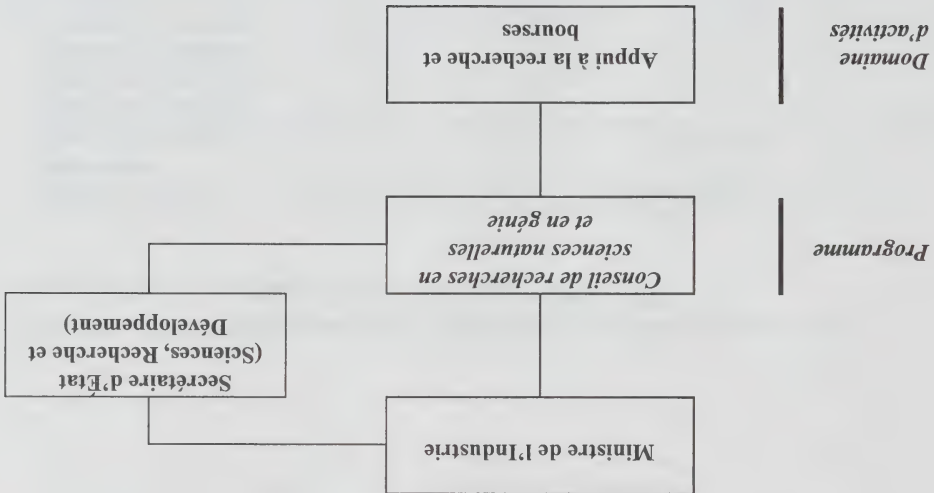 Ministre de l'Industrie
Secrétaire d'État
(Sciences, Recherche et
Développement)
Programme
Conseil de recherches en
sciences naturelles
et en génie
Domaine
d'activités
Appui à la recherche et
bourses